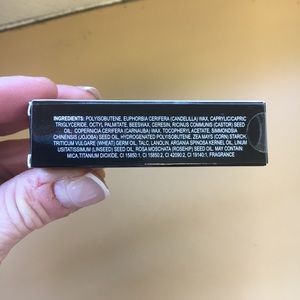 INGREDIENTS: POLYISOBUTENE, EUPHORBIA CERIFERA (CANDELILLA) WAX, CAPRYLIC/CAPRIC
TRIGLYCERIDE, OCTYL PALMITATE, BEESWAX, CERESIN, RICINUS COMMUNIS (CASTOR) SEED
OIL, COPERNICIA CERIFERA (CARNAUBA) WAX, TOCOPHERYL ACETATE, SIMMONDSIA
CHINENSIS (JOJOBA) SEED OIL, HYDROGENATED POLYISOBUTENE, ZEA MAYS (CORN) STARCH,
TRITICUM VULGARE (WHEAT) GERM OIL, TALC, LANOLIN, ARGANIA SPINOSA KERNEL OIL, LINUM
USITATISSIMUM (LINSEED) SEED OIL, ROSA MOSCHATA (ROSEHIP) SEED OIL. MAY CONTAIN:
MICA, TITANIUM DIOXIDE, CI 15850:1, CI 15850:2, CI 42090:2, CI 19140:1, FRAGRANCE